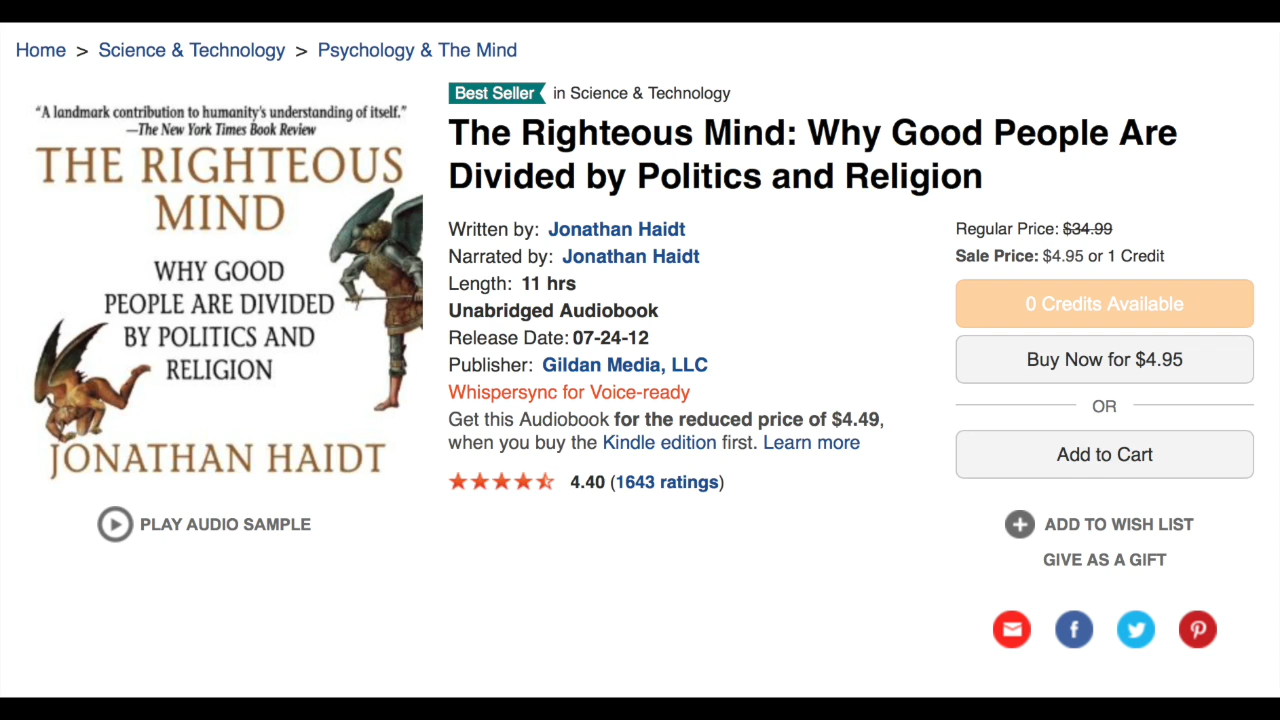 Home > Science & Technology > Psychology & The Mind
"A landmark contribution to humanity's understanding of itself."
—The New York Times Book Review
THE RIGHTEOUS
MIND
WHY GOOD
PEOPLE ARE DIVIDED
BY POLITICS AND
RELIGION
JONATHAN HAIDT
PLAY AUDIO SAMPLE
Best Seller in Science & Technology
The Righteous Mind: Why Good People Are
Divided by Politics and Religion
Written by: Jonathan Haidt
Narrated by: Jonathan Haidt
Length: 11 hrs
Unabridged Audiobook
Release Date: 07-24-12
Publisher: Gildan Media, LLC
Whispersync for Voice-ready
Get this Audiobook for the reduced price of $4.49,
when you buy the Kindle edition first. Learn more
4.40 (1643 ratings)
Regular Price: $34.99
Sale Price: $4.95 or 1 Credit
0 Credits Available
Buy Now for $4.95
OR
Add to Cart
ADD TO WISH LIST
GIVE AS A GIFT